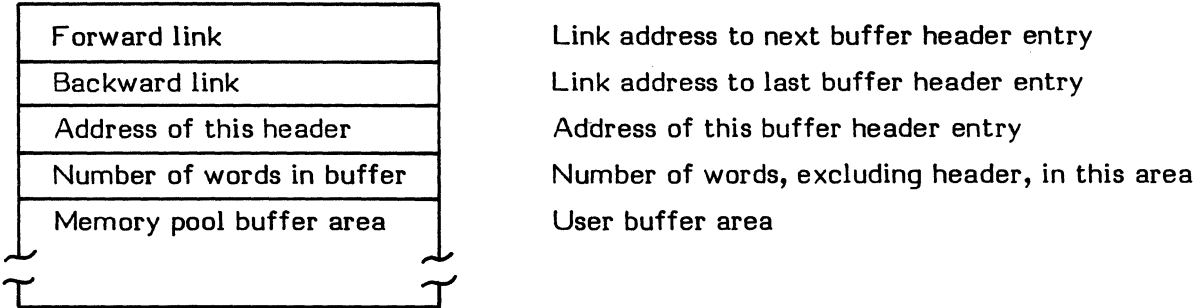 Forward link Link address to next buffer header entry
Backward link Link address to last buffer header entry
Address of this header Address of this buffer header entry
Number of words in buffer Number of words, excluding header, in this area
Memory pool buffer area User buffer area